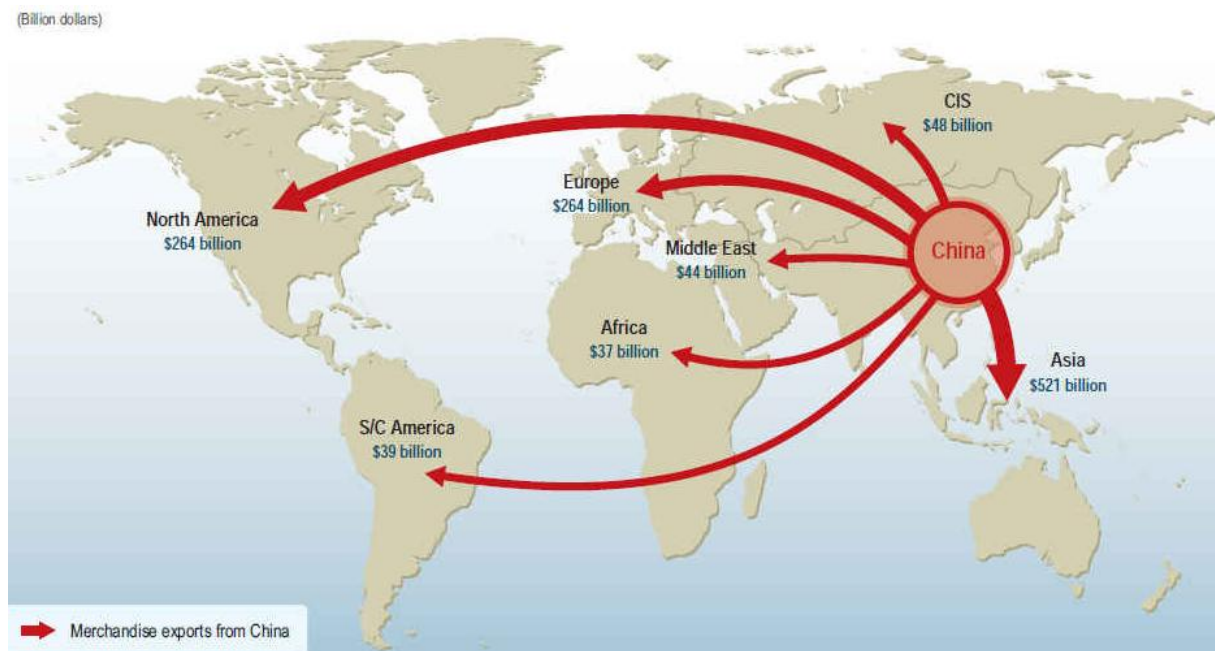 (Billion dollars)
CIS
$48 billion
Europe
$264 billion
North America
$264 billion
Middle East
$44 billion
China
Africa
$37 billion
Asia
$521 billion
S/C America
$39 billion
Merchandise exports from China